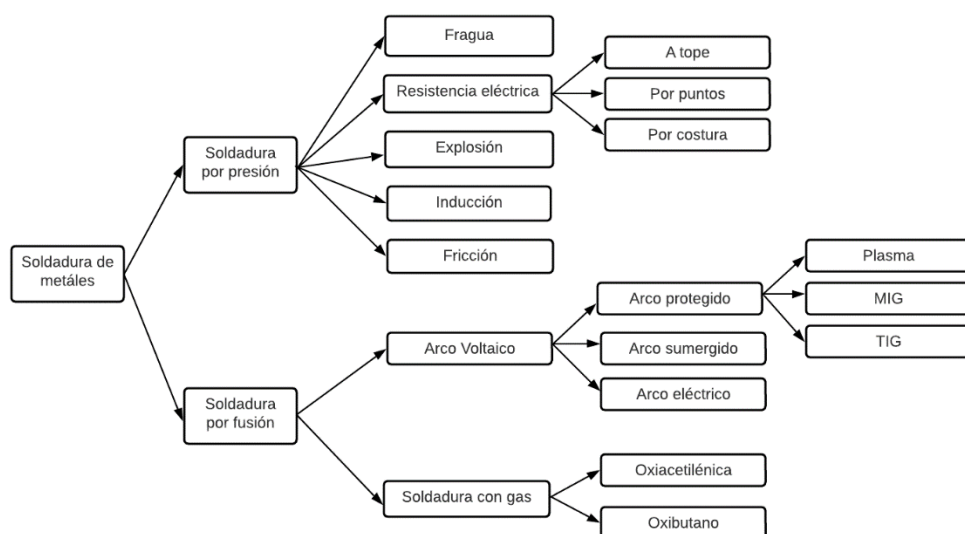 Soldadura de
metáles
Soldadura
por presión
Fragua
Resistencia eléctrica
A tope
Por puntos
Por costura
Explosión
Inducción
Fricción
Soldadura
por fusión
Arco Voltaico
Arco protegido
Plasma
MIG
TIG
Arco sumergido
Arco eléctrico
Soldadura con gas
Oxiacetilénica
Oxibutano